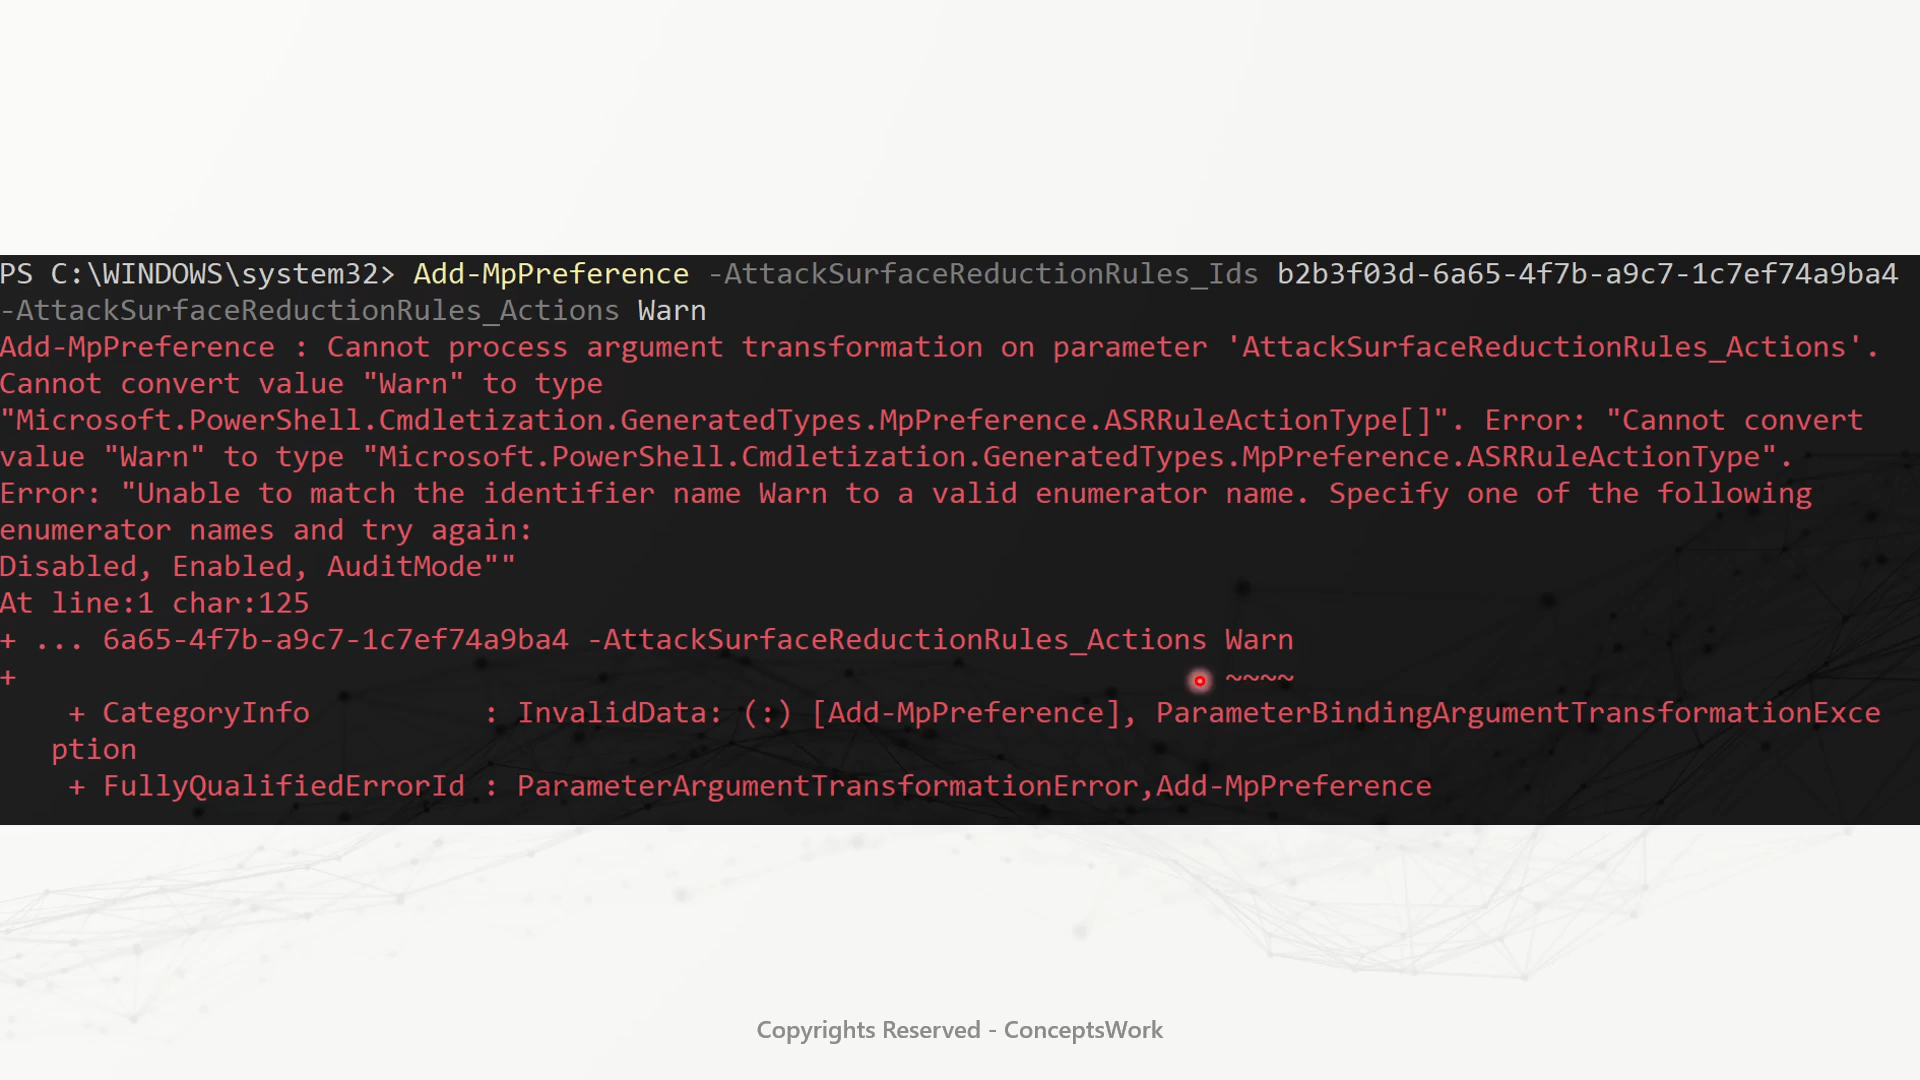 PS C:\WINDOWS\system32> Add-MpPreference -AttackSurfaceReductionRules_Ids b2b3f03d-6a65-4f7b-a9c7-1c7ef74a9ba4
-AttackSurfaceReductionRules_Actions Warn
Add-MpPreference : Cannot process argument transformation on parameter 'AttackSurfaceReductionRules_Actions'.
Cannot convert value "Warn" to type
"Microsoft.PowerShell.Cmdletization.GeneratedTypes.MpPreference.ASRRuleActionType[]". Error: "Cannot convert
value "Warn" to type "Microsoft.PowerShell.Cmdletization.GeneratedTypes.MpPreference.ASRRuleActionType".
Error: "Unable to match the identifier name Warn to a valid enumerator name. Specify one of the following
enumerator names and try again:
Disabled, Enabled, AuditMode""
At line:1 char:125
+ ... 6a65-4f7b-a9c7-1c7ef74a9ba4 -AttackSurfaceReductionRules_Actions Warn
+ ~~~~
+ CategoryInfo : InvalidData: (:) [Add-MpPreference], ParameterBindingArgumentTransformationExce
ption
+ FullyQualifiedErrorId : ParameterArgumentTransformationError,Add-MpPreference
Copyrights Reserved - ConceptsWork